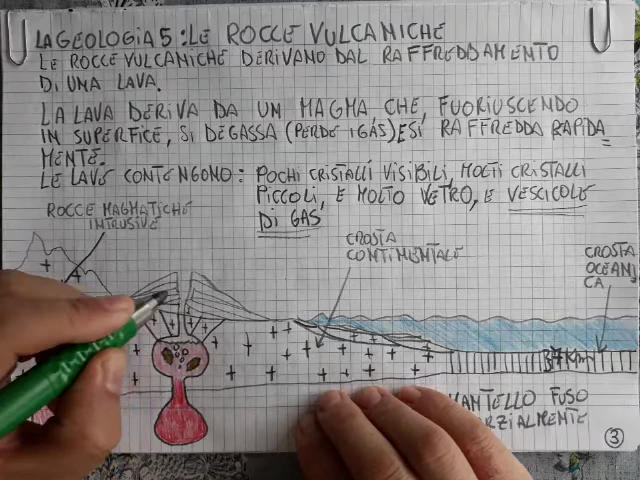 LA GEOLOGIA 5 : LE ROCCE VULCANICHE
LE ROCCE VULCANICHE DERIVANO DAL RAFFREDDAMENTO
DI UNA LAVA.
LA LAVA DERIVA DA UN MAGMA CHE, FUORIUSCENDO
IN SUPERFICE, SI DEGASSA (PERDE I GAS) E SI RAFFREDDA RAPIDA=
MENTE.
LE LAVE CONTENGONO: POCHI CRISTALLI VISIBILI, MOLTI CRISTALLI
PICCOLI, E MOLTO VETRO, E VESCICOLE
DI GAS
ROCCE MAGMATICHE
INTRUSIVE
CROSTA
CONTINENTALE
CROSTA
OCEANI
CA
37 Km
MANTELLO FUSO
PARZIALMENTE
3